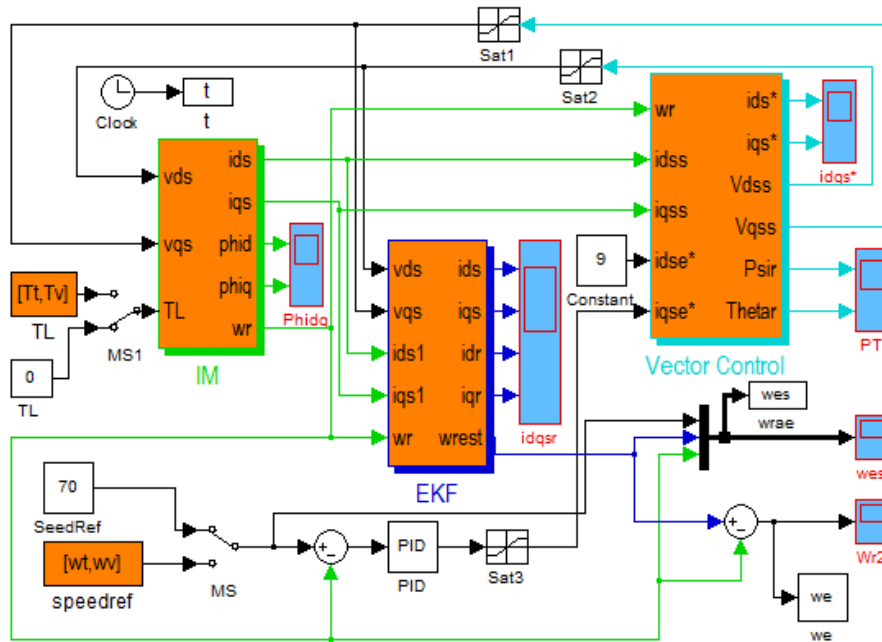 Sat1
Sat2
Clock
t
t
vds
vqs
TL
ids
iqs
phid
phiq
wr
IM
Phidq
[Tt,Tv]
TL
0
TL
MS1
vds
vqs
ids1
iqs1
wr
ids
iqs
idr
iqr
wrest
EKF
idqsr
9
Constant
wr
idss
iqss
idse*
iqse*
ids*
iqs*
Vdss
Vqss
Psir
Thetar
Vector Control
idqs*
PT
wes
wrae
wes
70
SeedRef
[wt,wv]
speedref
MS
+
-
PID
PID
Sat3
+
-
Wr2
we
we